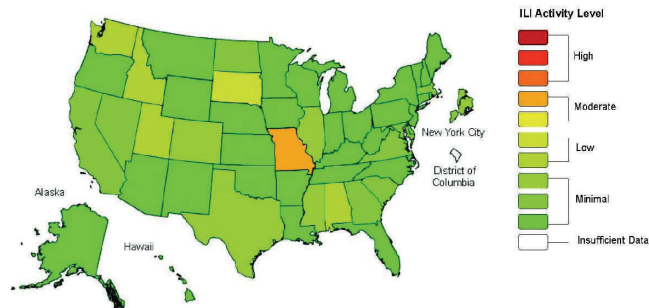 ILI Activity Level
High
Moderate
Low
Minimal
Insufficient Data
New York City
District of
Columbia
Alaska
Hawaii